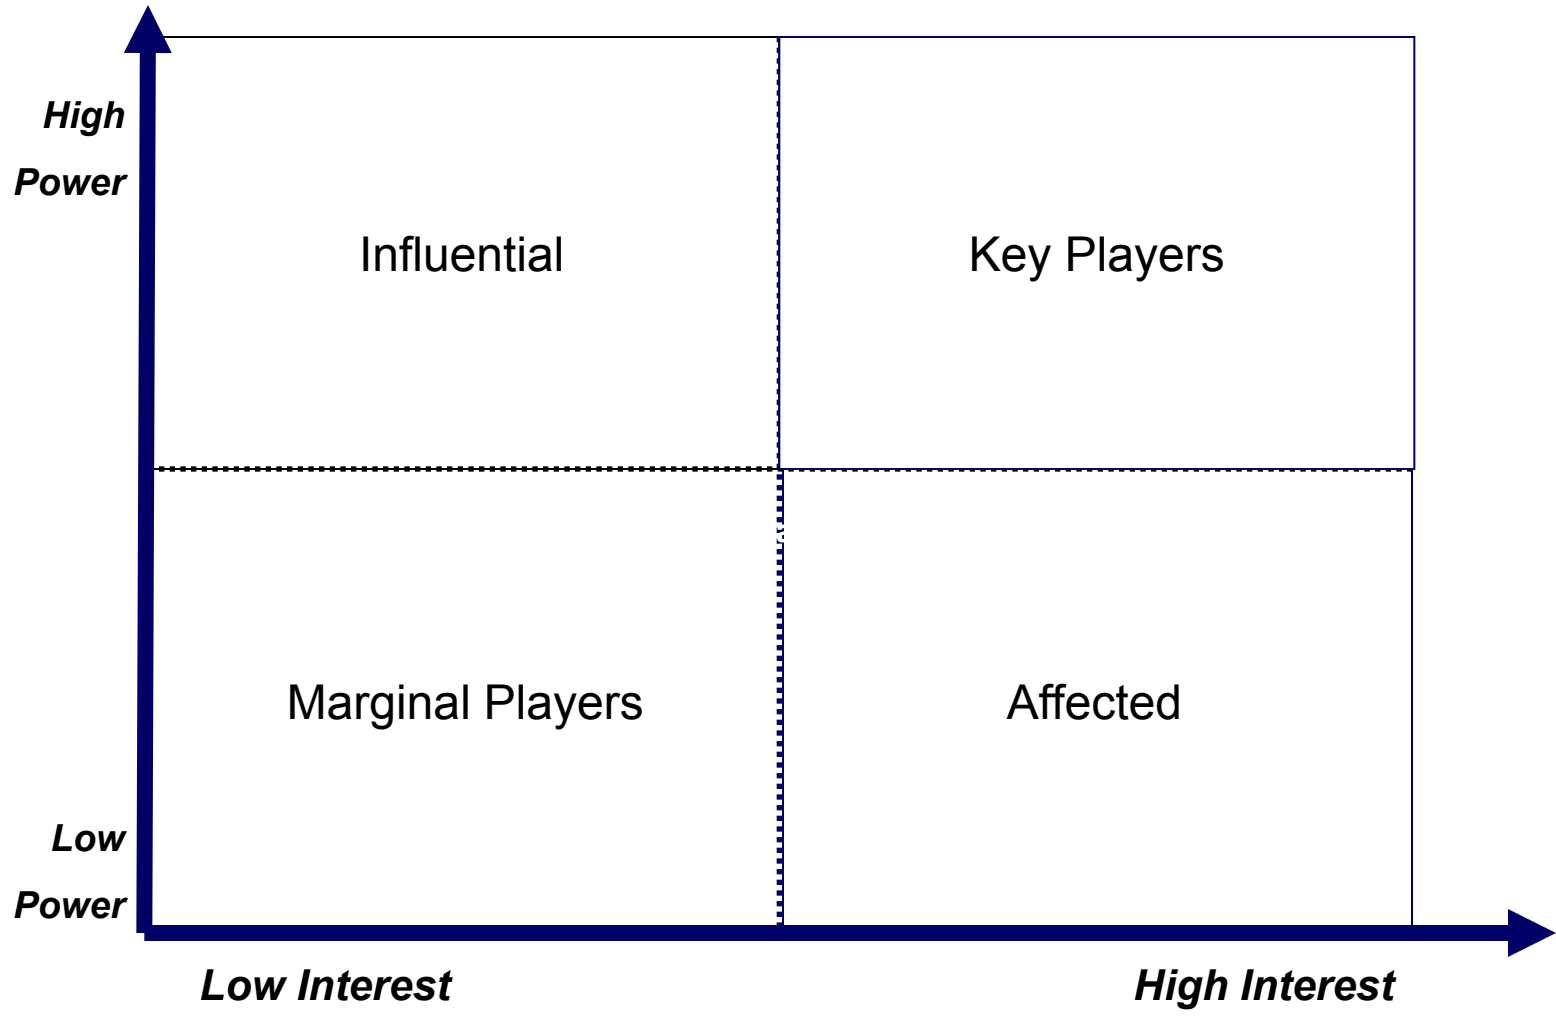 High
Power
Influential
Key Players
Marginal Players
Affected
Low
Power
Low Interest
High Interest